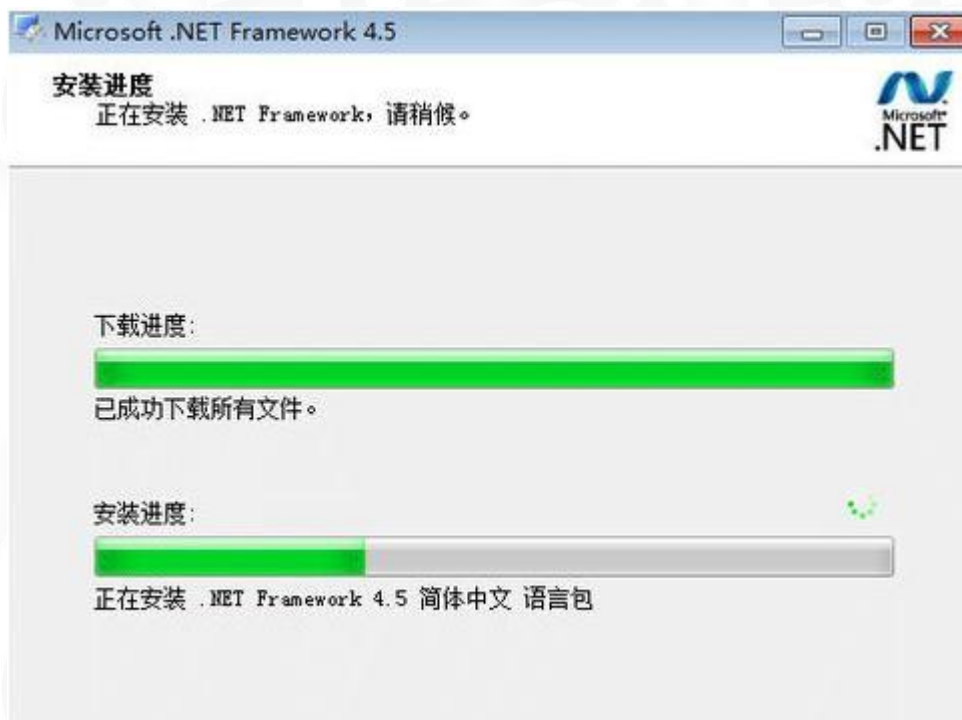 Microsoft .NET Framework 4.5
安装进度
正在安装 .NET Framework，请稍候。
Microsoft
.NET
下载进度:
已成功下载所有文件。
安装进度:
正在安装 .NET Framework 4.5 简体中文 语言包